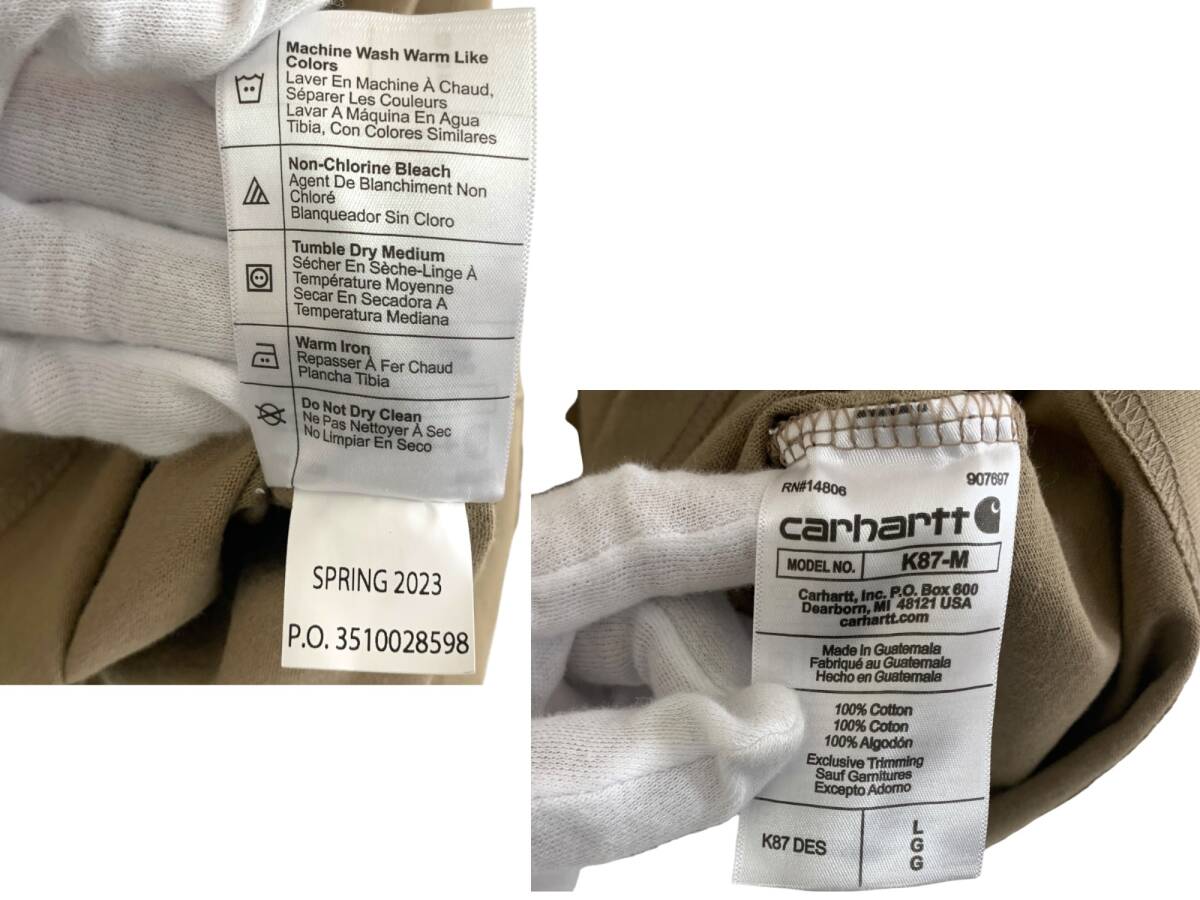 Machine Wash Warm Like
Colors
Laver En Machine À Chaud,
Séparer Les Couleurs
Lavar A Máquina En Agua
Tibia, Con Colores Similares
Non-Chlorine Bleach
Agent De Blanchiment Non
Chloré
Blanqueador Sin Cloro
Tumble Dry Medium
Sécher En Sèche-Linge À
Température Moyenne
Secar En Secadora A
Temperatura Mediana
Warm Iron
Repasser À Fer Chaud
Plancha Tibia
Do Not Dry Clean
Ne Pas Nettoyer À Sec
No Limpiar En Seco
SPRING 2023
P.O. 3510028598
RN#14806 907697
carhartt
MODEL NO. K87-M
Carhartt, Inc. P.O. Box 600
Dearborn, MI 48121 USA
carhartt.com
Made in Guatemala
Fabriqué au Guatemala
Hecho en Guatemala
100% Cotton
100% Coton
100% Algodón
Exclusive Trimming
Sauf Garnitures
Excepto Adorno
K87 DES
L
G
G